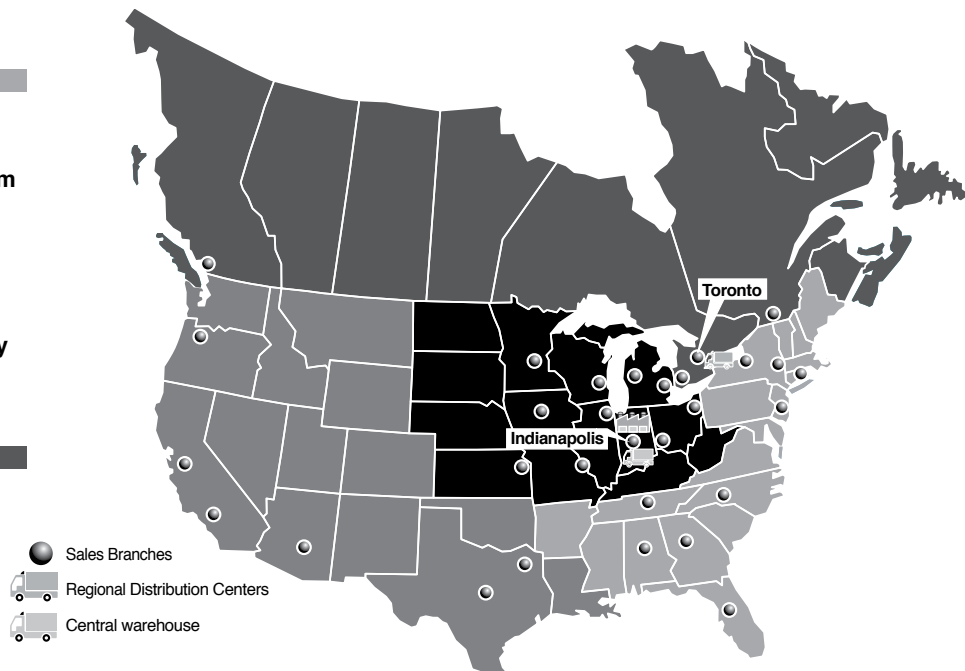 m
y
Toronto
Indianapolis
Sales Branches
Regional Distribution Centers
Central warehouse